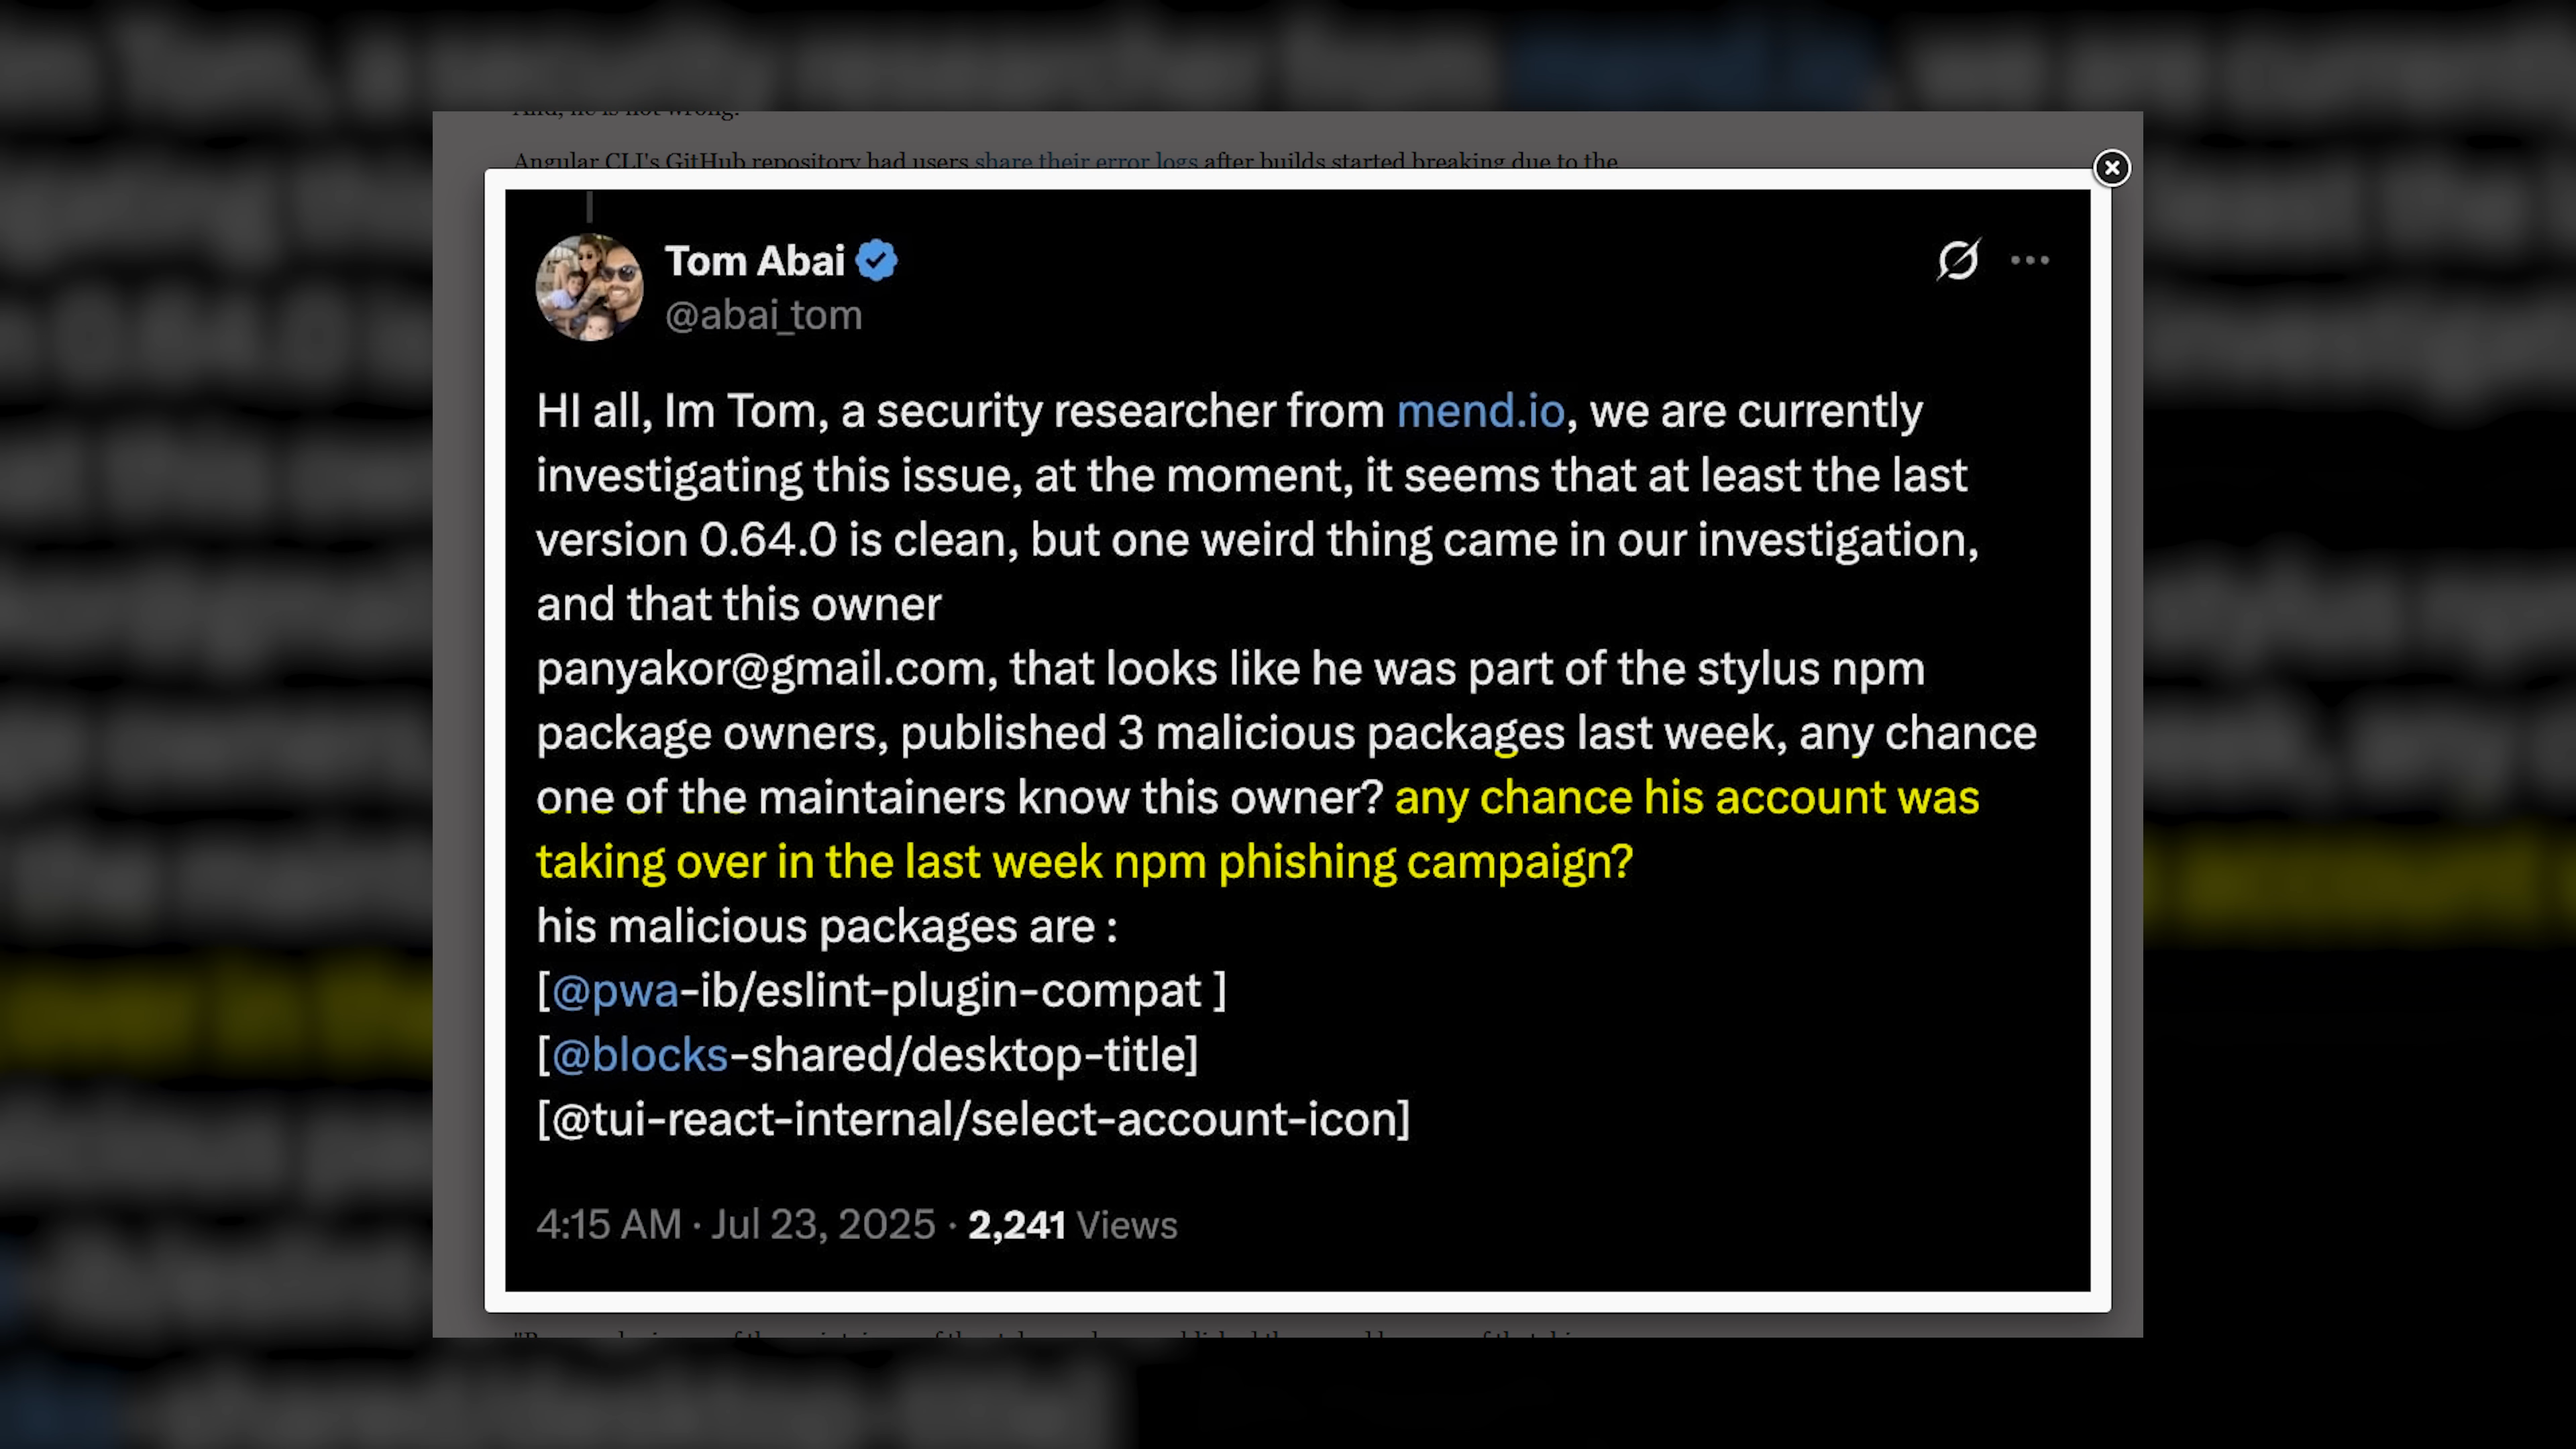 Angular CLI's GitHub repository had users share their error logs after builds started breaking due to the
Tom Abai
@abai_tom
HI all, Im Tom, a security researcher from mend.io, we are currently
investigating this issue, at the moment, it seems that at least the last
version 0.64.0 is clean, but one weird thing came in our investigation,
and that this owner
panyakor@gmail.com, that looks like he was part of the stylus npm
package owners, published 3 malicious packages last week, any chance
one of the maintainers know this owner? any chance his account was
taking over in the last week npm phishing campaign?
his malicious packages are :
[@pwa-ib/eslint-plugin-compat ]
[@blocks-shared/desktop-title]
[@tui-react-internal/select-account-icon]
4:15 AM · Jul 23, 2025 · 2,241 Views